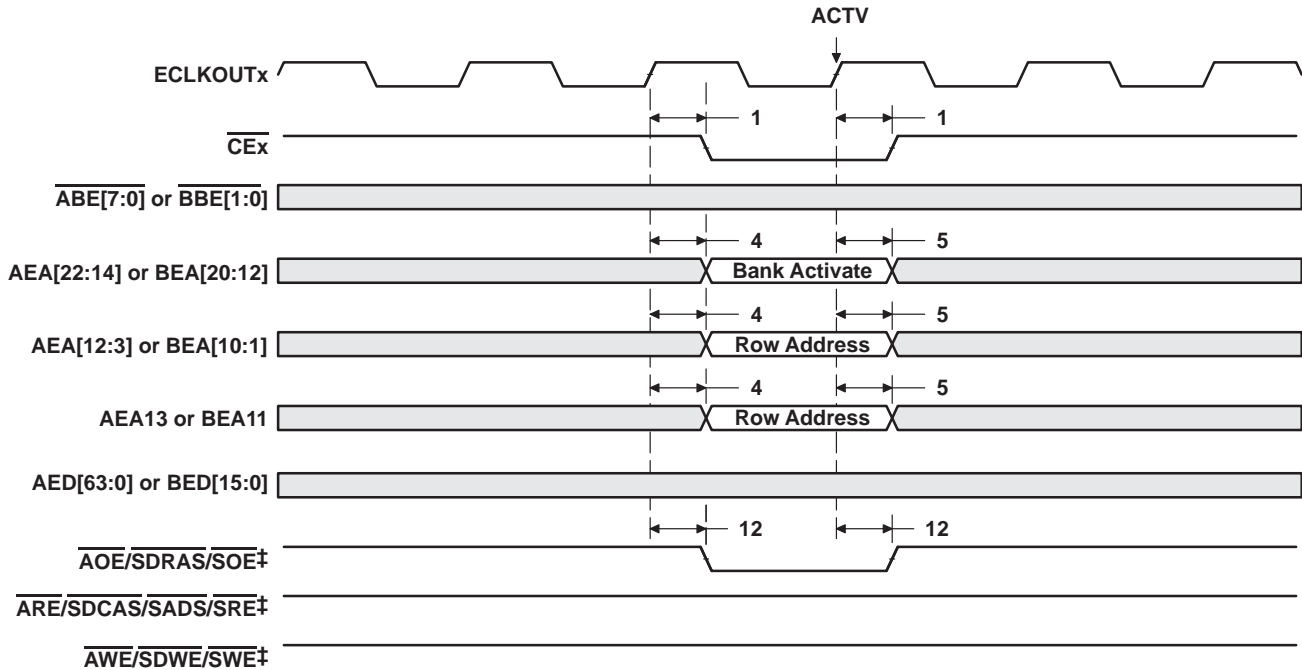 ACTV
ECLKOUTx
1 1
CEx
ABE[7:0] or BBE[1:0]
4 5
AEA[22:14] or BEA[20:12] Bank Activate
4 5
AEA[12:3] or BEA[10:1] Row Address
4 5
AEA13 or BEA11 Row Address
AED[63:0] or BED[15:0]
12 12
AOE/SDRAS/SOE‡
ARE/SDCAS/SADS/SRE‡
AWE/SDWE/SWE‡